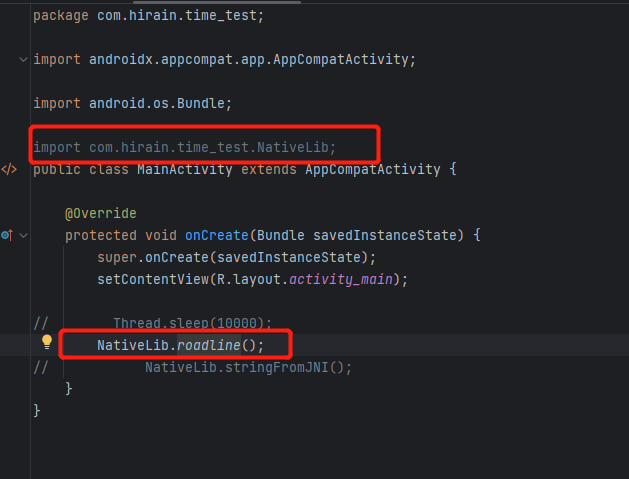 package com.hirain.time_test;
import androidx.appcompat.app.AppCompatActivity;
import android.os.Bundle;
import com.hirain.time_test.NativeLib;
public class MainActivity extends AppCompatActivity {
@Override
protected void onCreate(Bundle savedInstanceState) {
super.onCreate(savedInstanceState);
setContentView(R.layout.activity_main);
// Thread.sleep(10000);
NativeLib.roadline();
// NativeLib.stringFromJNI();
}
}